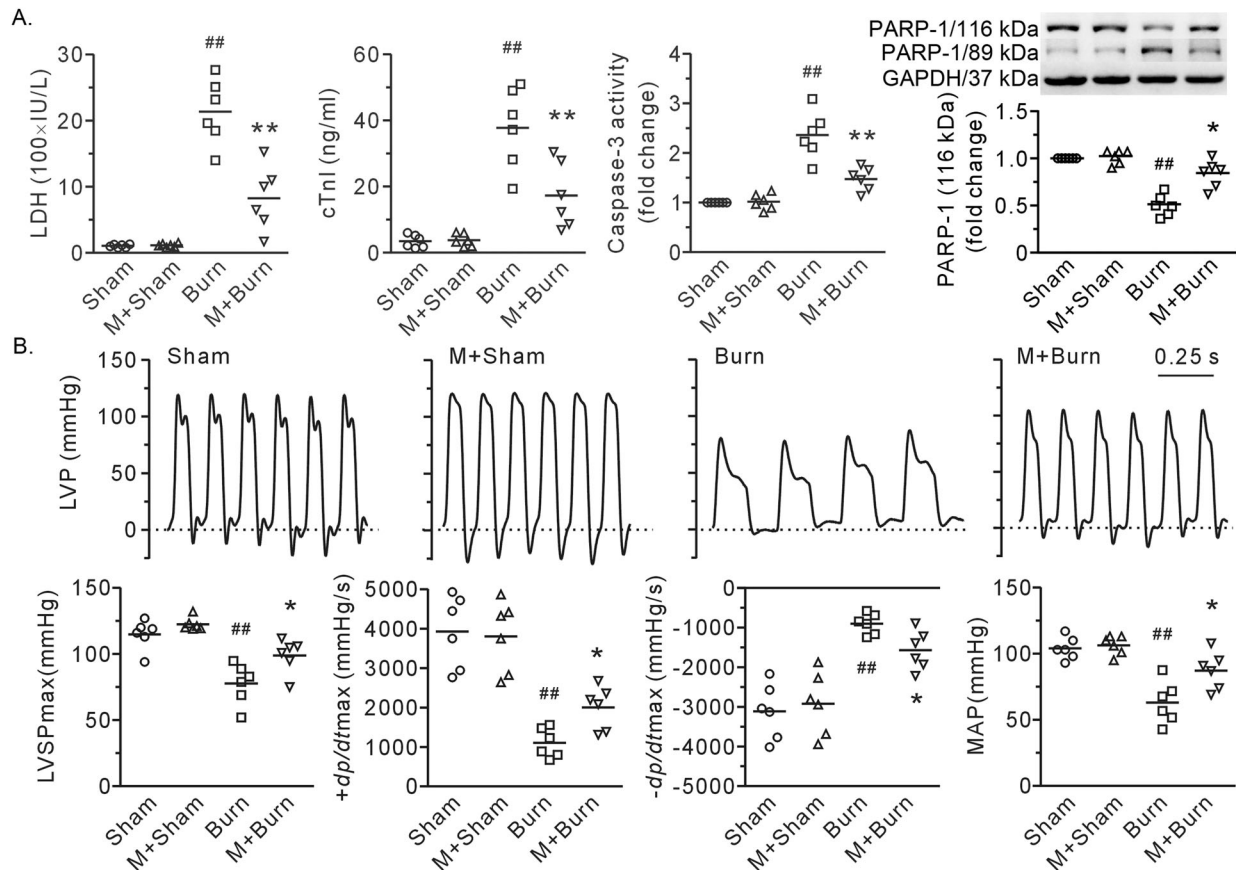 A.
LDH (100×IU/L)
30
20
10
0
##
**
Sham
M+Sham
Burn
M+Burn
cTnI (ng/ml)
60
40
20
0
##
**
Sham
M+Sham
Burn
M+Burn
Caspase-3 activity
(fold change)
4
3
2
1
0
##
**
Sham
M+Sham
Burn
M+Burn
PARP-1/116 kDa
PARP-1/89 kDa
GAPDH/37 kDa
PARP-1 (116 kDa)
(fold change)
1.5
1.0
0.5
0.0
##
*
Sham
M+Sham
Burn
M+Burn
B.
LVP (mmHg)
150
100
50
0
Sham
M+Sham
Burn
M+Burn
0.25 s
LVSPmax(mmHg)
150
100
50
0
##
*
Sham
M+Sham
Burn
M+Burn
+dp/dtmax (mmHg/s)
5000
4000
3000
2000
1000
0
##
*
Sham
M+Sham
Burn
M+Burn
-dp/dtmax (mmHg/s)
0
-1000
-2000
-3000
-4000
-5000
##
*
Sham
M+Sham
Burn
M+Burn
MAP(mmHg)
150
100
50
0
##
*
Sham
M+Sham
Burn
M+Burn